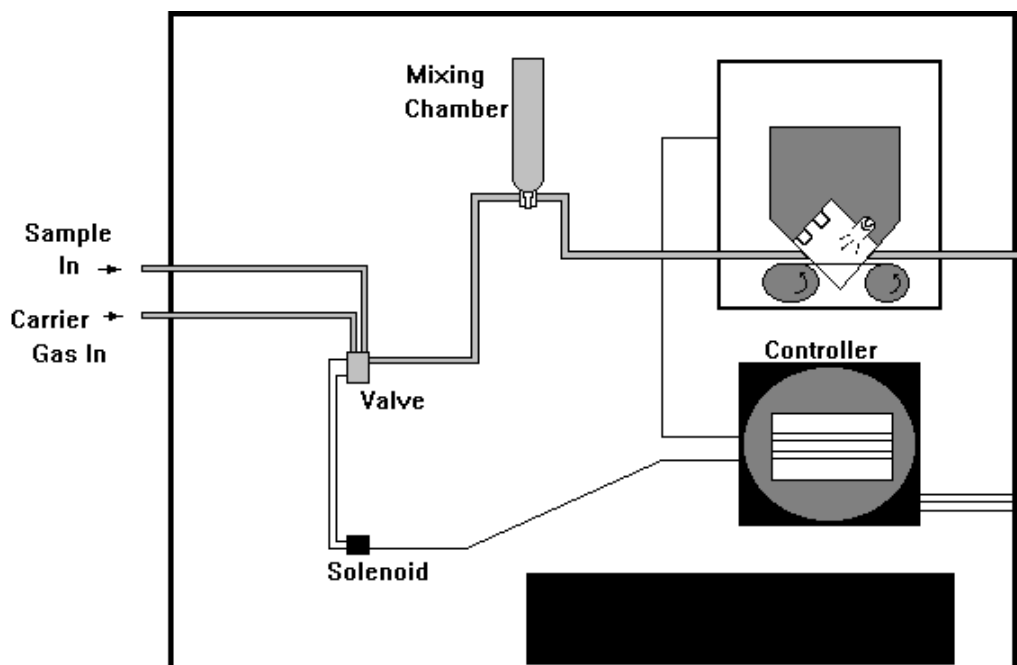 Mixing
Chamber
Sample
In
Carrier
Gas In
Valve
Controller
Solenoid